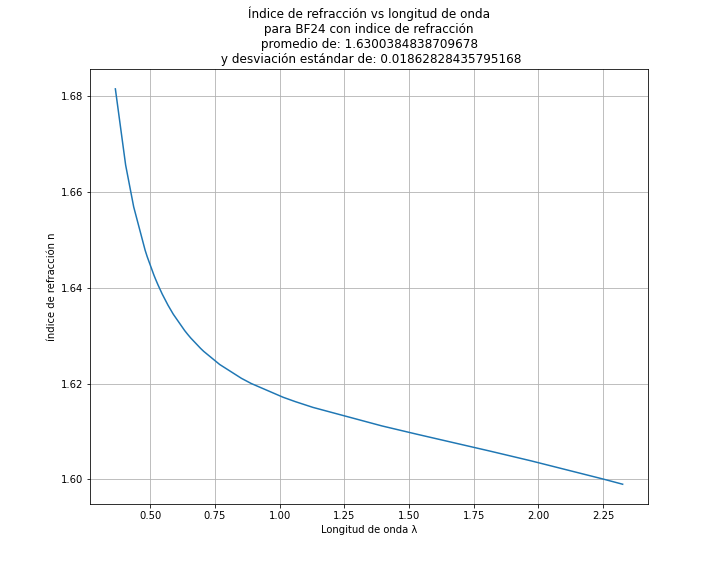 Índice de refracción vs longitud de onda
para BF24 con indice de refracción
promedio de: 1.6300384838709678
y desviación estándar de: 0.01862828435795168
1.68
1.66
1.64
1.62
1.60
índice de refracción n
0.50 0.75 1.00 1.25 1.50 1.75 2.00 2.25
Longitud de onda λ